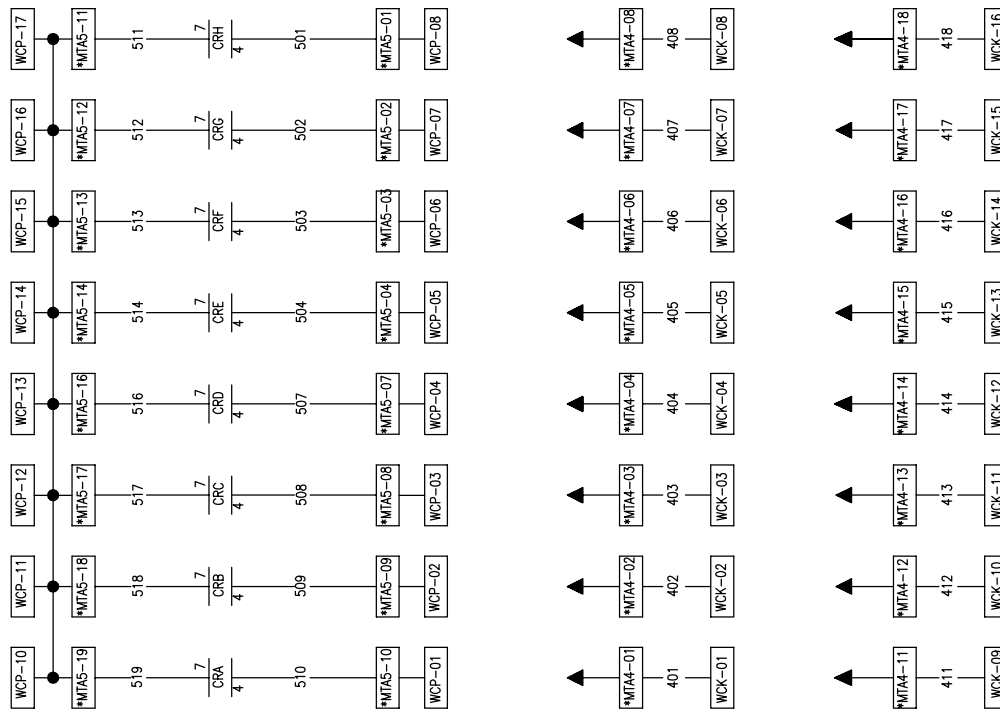 WCP-10 WCP-11 WCP-12 WCP-13 WCP-14 WCP-15 WCP-16 WCP-17
*MTA5-19 *MTA5-18 *MTA5-17 *MTA5-16 *MTA5-14 *MTA5-13 *MTA5-12 *MTA5-11
519 518 517 516 514 513 512 511
7 7 7 7 7 7 7 7
CRA CRB CRC CRD CRE CRF CRG CRH
4 4 4 4 4 4 4 4
510 509 508 507 504 503 502 501
*MTA5-10 *MTA5-09 *MTA5-08 *MTA5-07 *MTA5-04 *MTA5-03 *MTA5-02 *MTA5-01
WCP-01 WCP-02 WCP-03 WCP-04 WCP-05 WCP-06 WCP-07 WCP-08
*MTA4-01 *MTA4-02 *MTA4-03 *MTA4-04 *MTA4-05 *MTA4-06 *MTA4-07 *MTA4-08
401 402 403 404 405 406 407 408
WCK-01 WCK-02 WCK-03 WCK-04 WCK-05 WCK-06 WCK-07 WCK-08
*MTA4-11 *MTA4-12 *MTA4-13 *MTA4-14 *MTA4-15 *MTA4-16 *MTA4-17 *MTA4-18
411 412 413 414 415 416 417 418
WCK-09 WCK-10 WCK-11 WCK-12 WCK-13 WCK-14 WCK-15 WCK-16